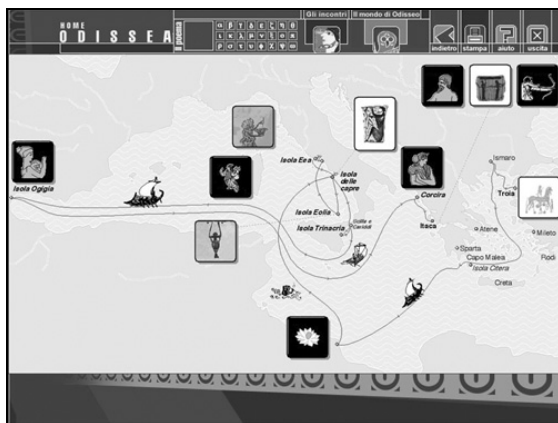 HOME
ODISSEA
il poema
α β γ δ ε ζ η θ
Gli incontri
Il mondo di Odisseo
indietro
stampa
aiuto
uscita
Isola Ogigia
Isola Eea
Isola
delle
capre
Isola Eolia
Isola Trinacria
Scilla e
Cariddi
Corcira
Itaca
Ismaro
Troia
Atene
Mileto
Sparta
Capo Malea
Isola Citera
Rodi
Creta